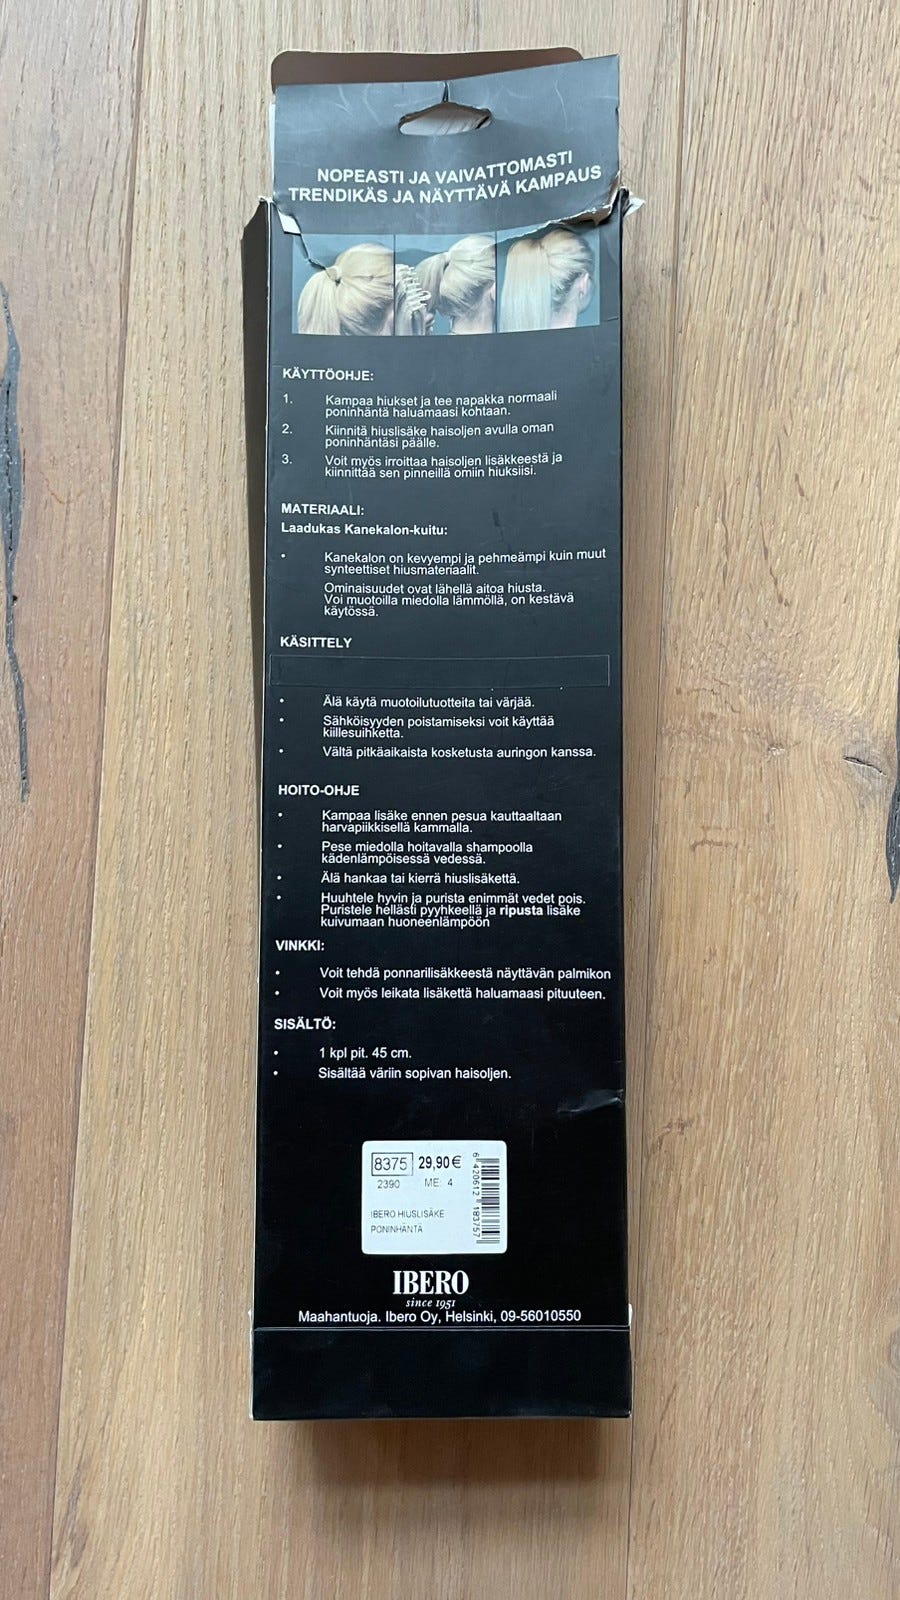 NOPEASTI JA VAIVATTOMASTI
TRENDIKÄS JA NÄYTTÄVÄ KAMPAUS
KÄYTTÖOHJE:
1. Kampaa hiukset ja tee napakka normaali
poninhäntä haluamaasi kohtaan.
2. Kiinnitä hiuslisäke haisoljen avulla oman
poninhäntäsi päälle.
3. Voit myös irroittaa haisoljen lisäkkeestä ja
kiinnittää sen pinneillä omiin hiuksiisi.
MATERIAALI:
Laadukas Kanekalon-kuitu:
• Kanekalon on kevyempi ja pehmeämpi kuin muut
synteettiset hiusmateriaalit.
Ominaisuudet ovat lähellä aitoa hiusta.
Voi muotoilla miedolla lämmöllä, on kestävä
käytössä.
KÄSITTELY
• Älä käytä muotoilutuotteita tai värjää.
• Sähköisyyden poistamiseksi voit käyttää
kiillesuihketta.
• Vältä pitkäaikaista kosketusta auringon kanssa.
HOITO-OHJE
• Kampaa lisäke ennen pesua kauttaaltaan
harvapiikkisellä kammalla.
• Pese miedolla hoitavalla shampoolla
kädenlämpöisessä vedessä.
• Älä hankaa tai kierrä hiuslisäkettä.
• Huuhtele hyvin ja purista enimmät vedet pois.
Puristele hellästi pyyhkeellä ja ripusta lisäke
kuivumaan huoneenlämpöön
VINKKI:
• Voit tehdä ponnarilisäkkeestä näyttävän palmikon
• Voit myös leikata lisäkettä haluamaasi pituuteen.
SISÄLTÖ:
• 1 kpl pit. 45 cm.
• Sisältää väriin sopivan haisoljen.
8375 29,90€
2390 ME: 4
IBERO HIUSLISÄKE
PONINHÄNTÄ
6 420612 183757
IBERO
since 1951
Maahantuoja. Ibero Oy, Helsinki, 09-56010550